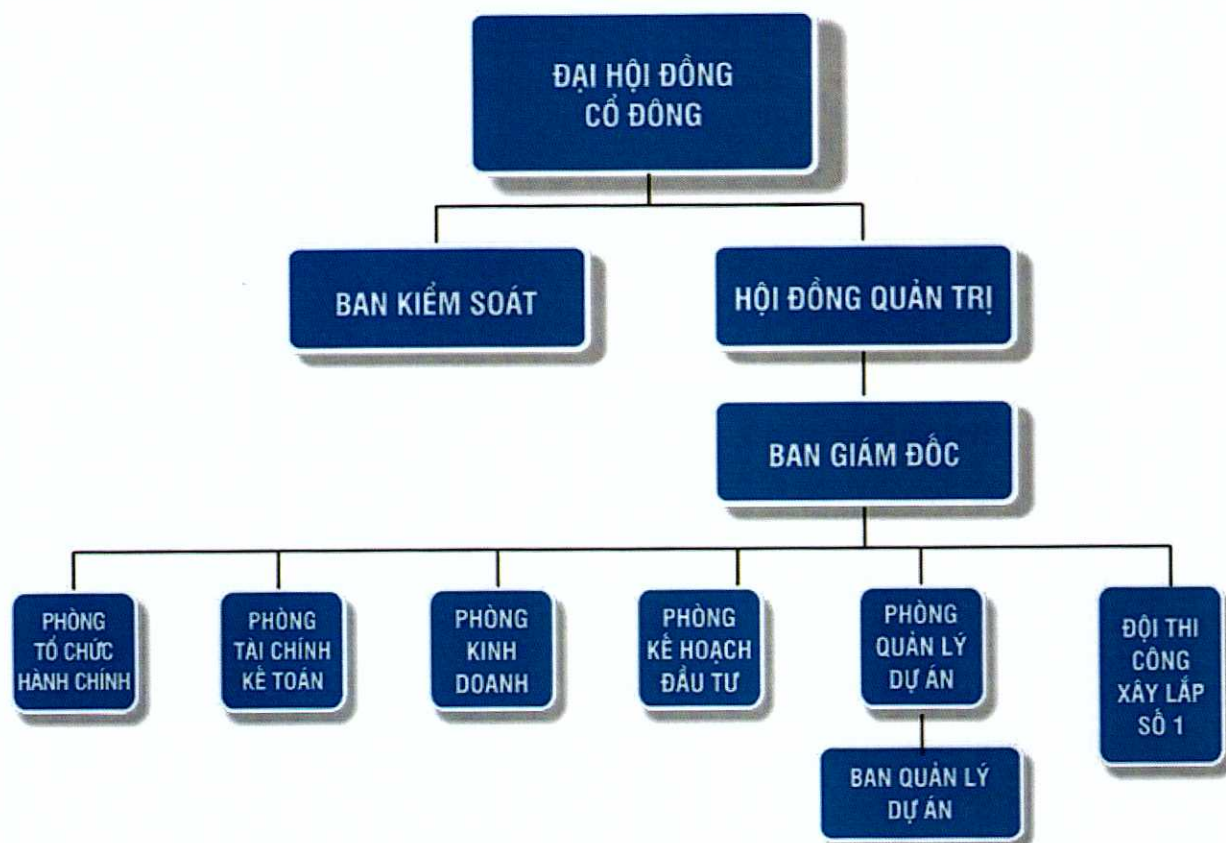 ĐẠI HỘI ĐỒNG
CỔ ĐÔNG
BAN KIỂM SOÁT
HỘI ĐỒNG QUẢN TRỊ
BAN GIÁM ĐỐC
PHÒNG
TỔ CHỨC
HÀNH CHÍNH
PHÒNG
TÀI CHÍNH
KẾ TOÁN
PHÒNG
KINH
DOANH
PHÒNG
KẾ HOẠCH
ĐẦU TƯ
PHÒNG
QUẢN LÝ
DỰ ÁN
ĐỘI THI
CÔNG
XÂY LẮP
SỐ 1
BAN QUẢN LÝ
DỰ ÁN